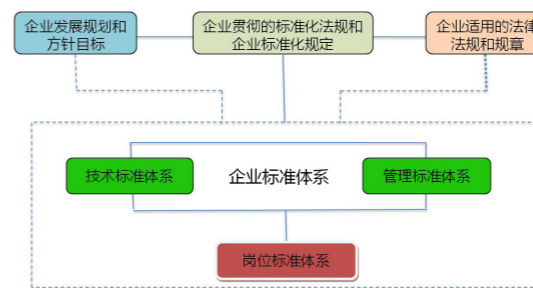 企业发展规划和
方针目标
企业贯彻的标准化法规和
企业标准化规定
企业适用的法律
法规和规章
技术标准体系
企业标准体系
管理标准体系
岗位标准体系